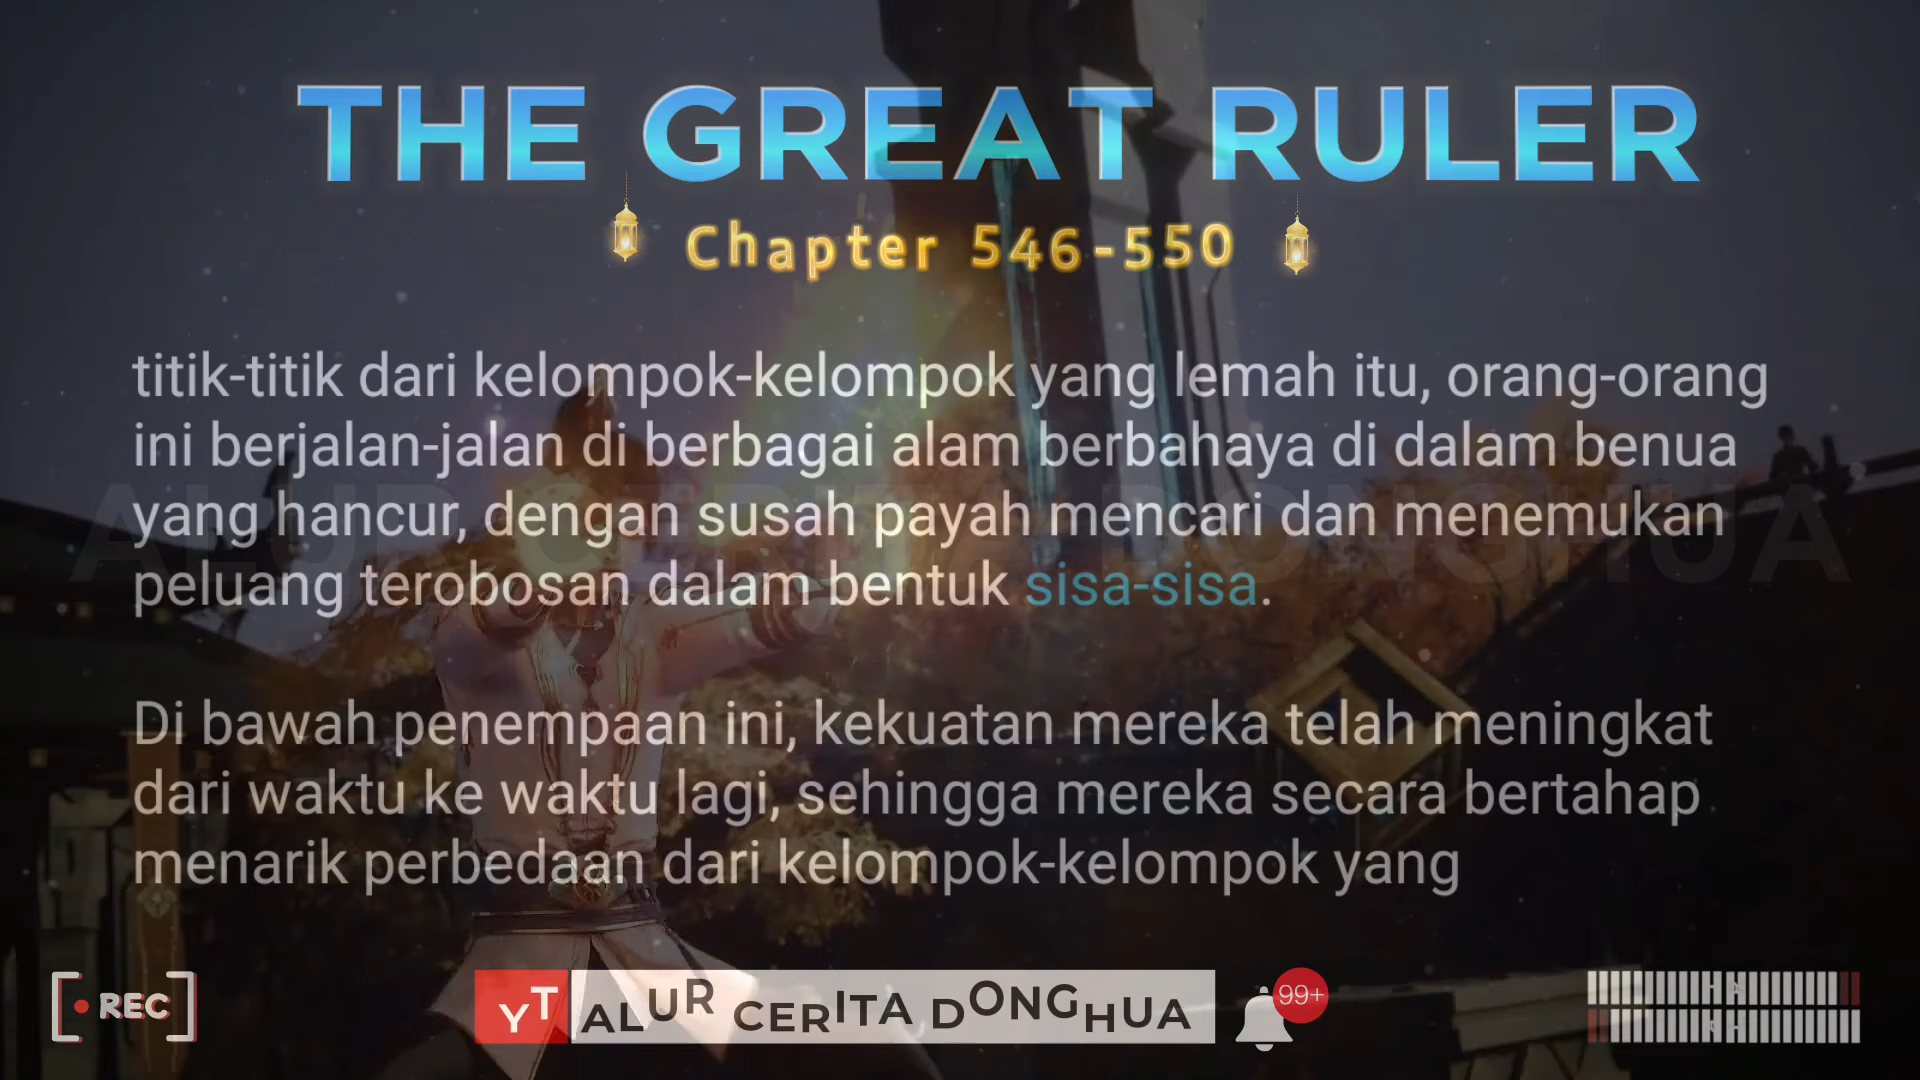 THE GREAT RULER
Chapter 546-550
titik-titik dari kelompok-kelompok yang lemah itu, orang-orang
ini berjalan-jalan di berbagai alam berbahaya di dalam benua
yang hancur, dengan susah payah mencari dan menemukan
peluang terobosan dalam bentuk sisa-sisa.
Di bawah penempaan ini, kekuatan mereka telah meningkat
dari waktu ke waktu lagi, sehingga mereka secara bertahap
menarik perbedaan dari kelompok-kelompok yang
ALUR CERITA DONGHUA
REC
YT ALUR CERITA DONGHUA
99+